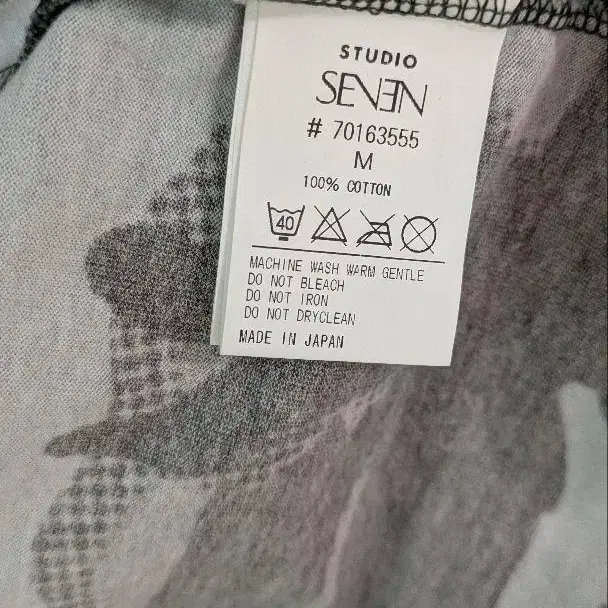 STUDIO
SEVEN
# 70163555
M
100% COTTON
40
MACHINE WASH WARM GENTLE
DO NOT BLEACH
DO NOT IRON
DO NOT DRYCLEAN
MADE IN JAPAN